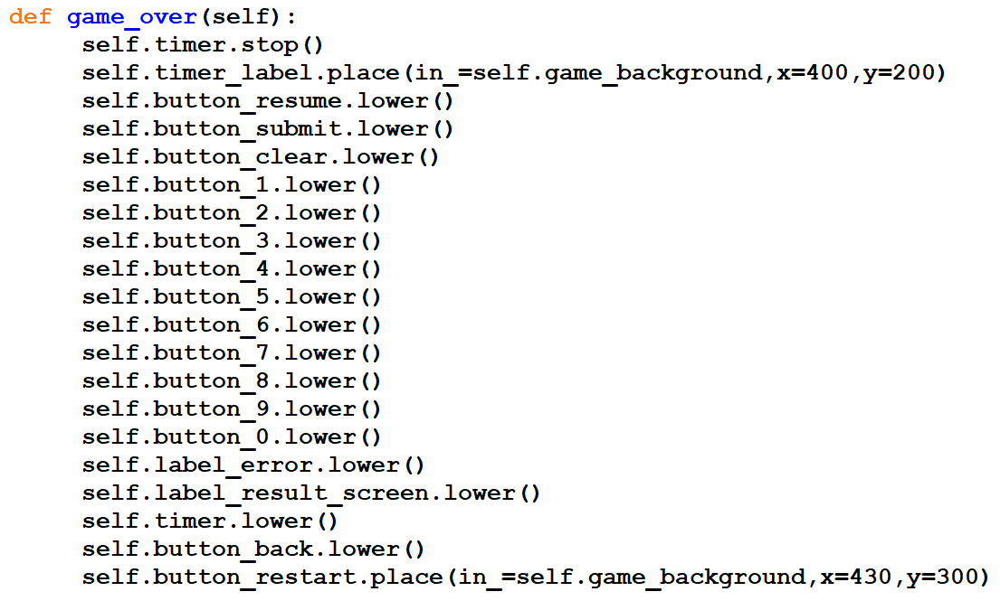 def game_over(self):
self.timer.stop()
self.timer_label.place(in_=self.game_background,x=400,y=200)
self.button_resume.lower()
self.button_submit.lower()
self.button_clear.lower()
self.button_1.lower()
self.button_2.lower()
self.button_3.lower()
self.button_4.lower()
self.button_5.lower()
self.button_6.lower()
self.button_7.lower()
self.button_8.lower()
self.button_9.lower()
self.button_0.lower()
self.label_error.lower()
self.label_result_screen.lower()
self.timer.lower()
self.button_back.lower()
self.button_restart.place(in_=self.game_background,x=430,y=300)